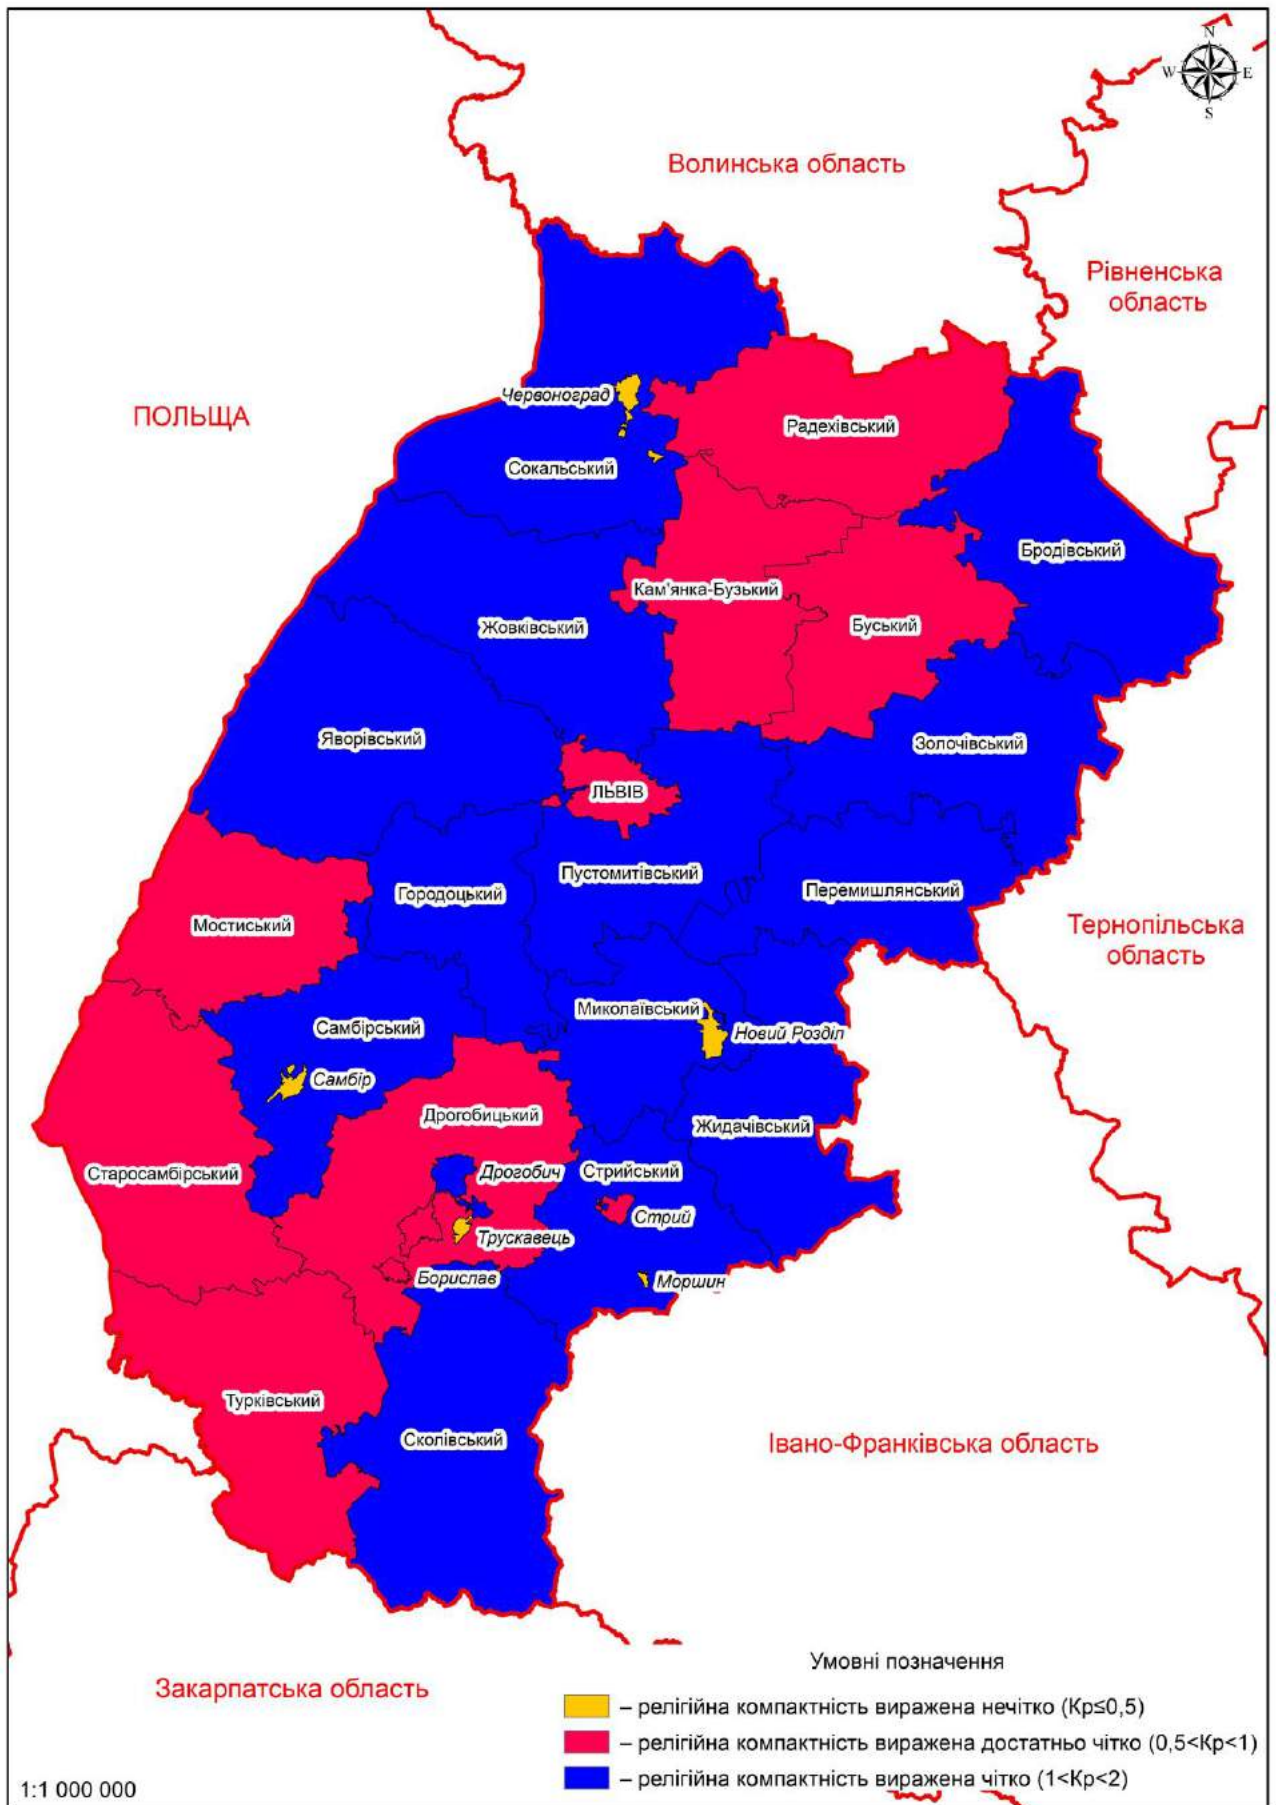 N
W E
S
Волинська область
Рівненська
область
ПОЛЬЩА
Червоноград
Радехівський
Сокальський
Бродівський
Кам'янка-Бузький
Жовківський
Буський
Яворівський
Золочівський
ЛЬВІВ
Пустомитівський
Перемишлянський
Городоцький
Мостиський
Тернопільська
область
Миколаївський
Самбірський
Новий Розділ
Самбір
Дрогобицький
Жидачівський
Старосамбірський
Дрогобич
Стрийський
Стрий
Трускавець
Борислав
Моршин
Турківський
Сколівський
Івано-Франківська область
Закарпатська область
Умовні позначення
– релігійна компактність виражена нечітко (Кр≤0,5)
– релігійна компактність виражена достатньо чітко (0,5<Кр<1)
– релігійна компактність виражена чітко (1<Кр<2)
1:1 000 000